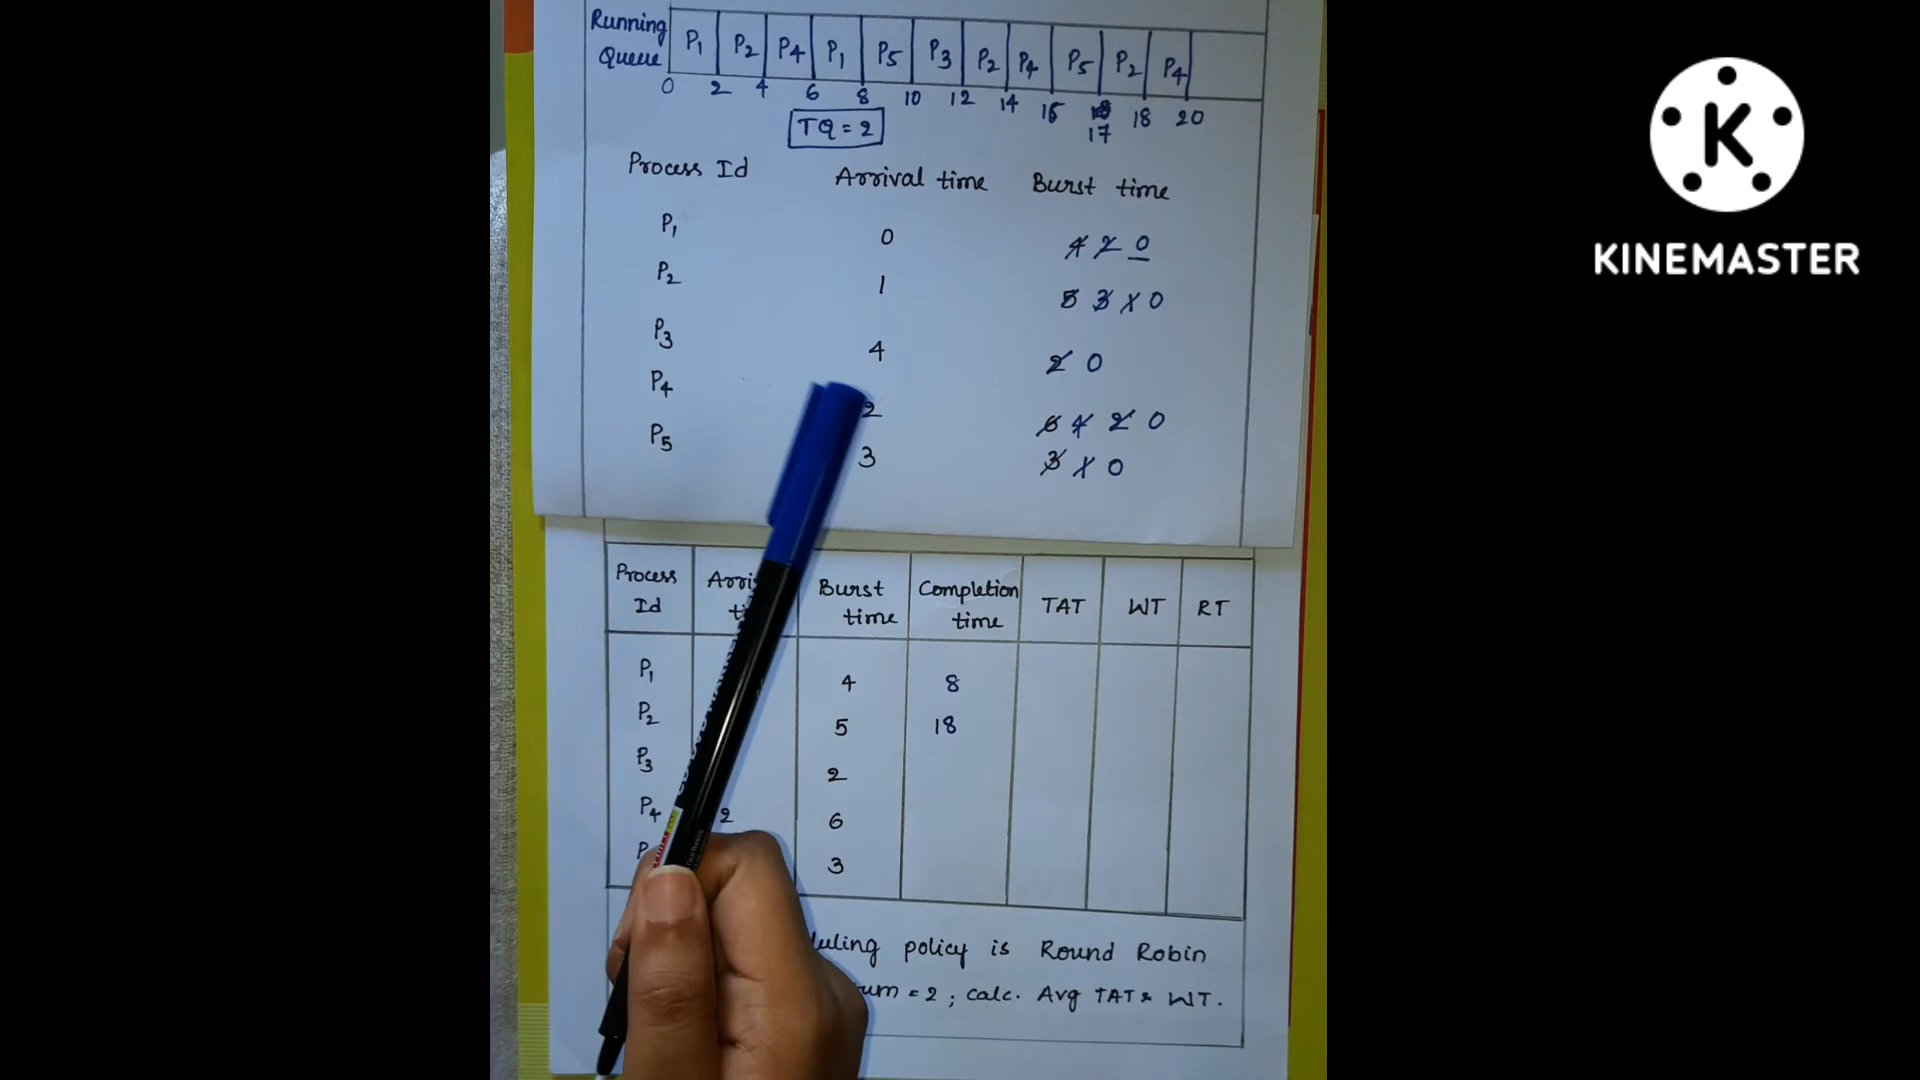 Running
Queue
P1 P2 P4 P1 P5 P3 P2 P4 P5 P2 P4
0 2 4 6 8 10 12 14 16 18 20
17
TQ = 2
Process Id Arrival time Burst time
P1 0 4 2 0
P2 1 5 3 1 0
P3 4 2 0
P4 2 6 4 2 0
P5 3 3 1 0
Process Id Burst time Completion time TAT WT RT
P1 4 8
P2 5 18
P3 2
P4 2 6
P 3
policy is Round Robin
= 2 ; calc. Avg TAT & WT.
K
KINEMASTER